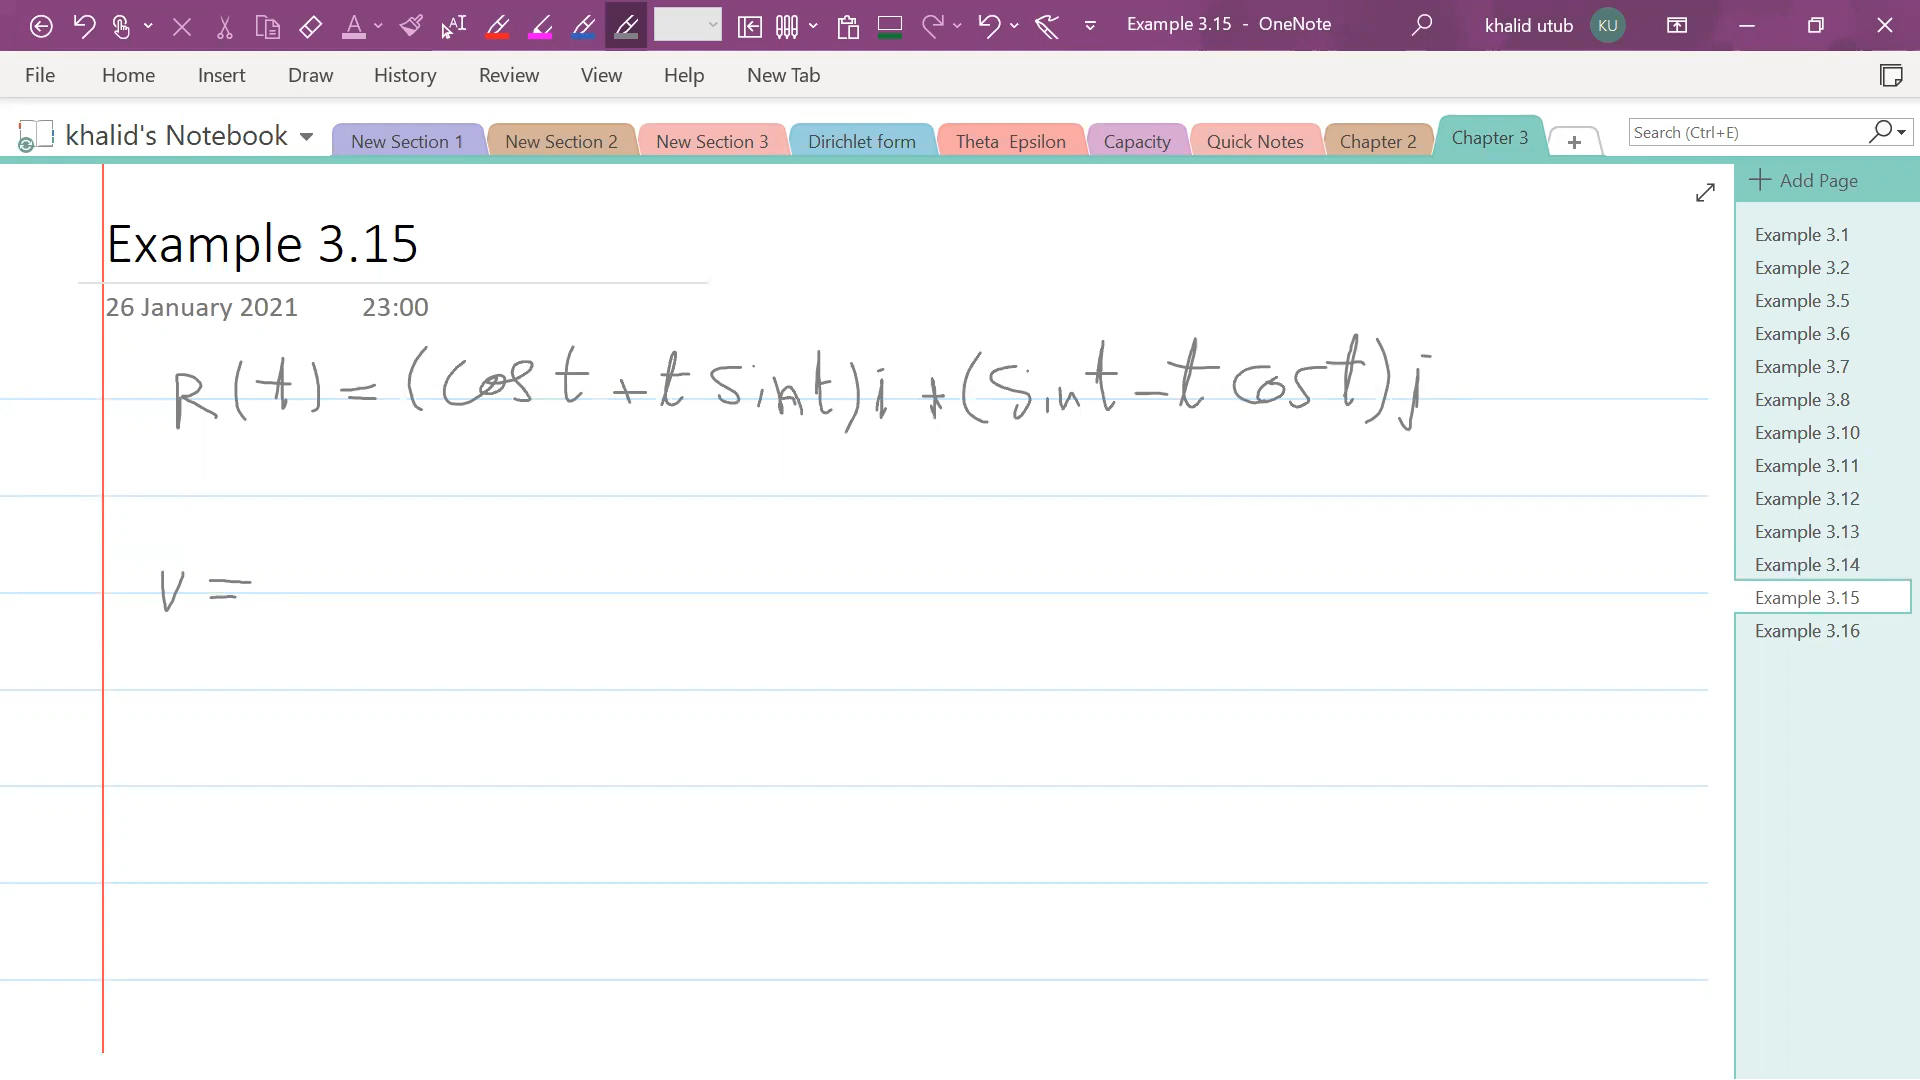 Example 3.15 - OneNote
khalid utub KU
File Home Insert Draw History Review View Help New Tab
khalid's Notebook New Section 1 New Section 2 New Section 3 Dirichlet form Theta Epsilon Capacity Quick Notes Chapter 2 Chapter 3 + Search (Ctrl+E)
Add Page
Example 3.15
26 January 2021 23:00
R(t) = (cos t + t sin t) i + (sin t - t cos t) j
v =
Example 3.1
Example 3.2
Example 3.5
Example 3.6
Example 3.7
Example 3.8
Example 3.10
Example 3.11
Example 3.12
Example 3.13
Example 3.14
Example 3.15
Example 3.16